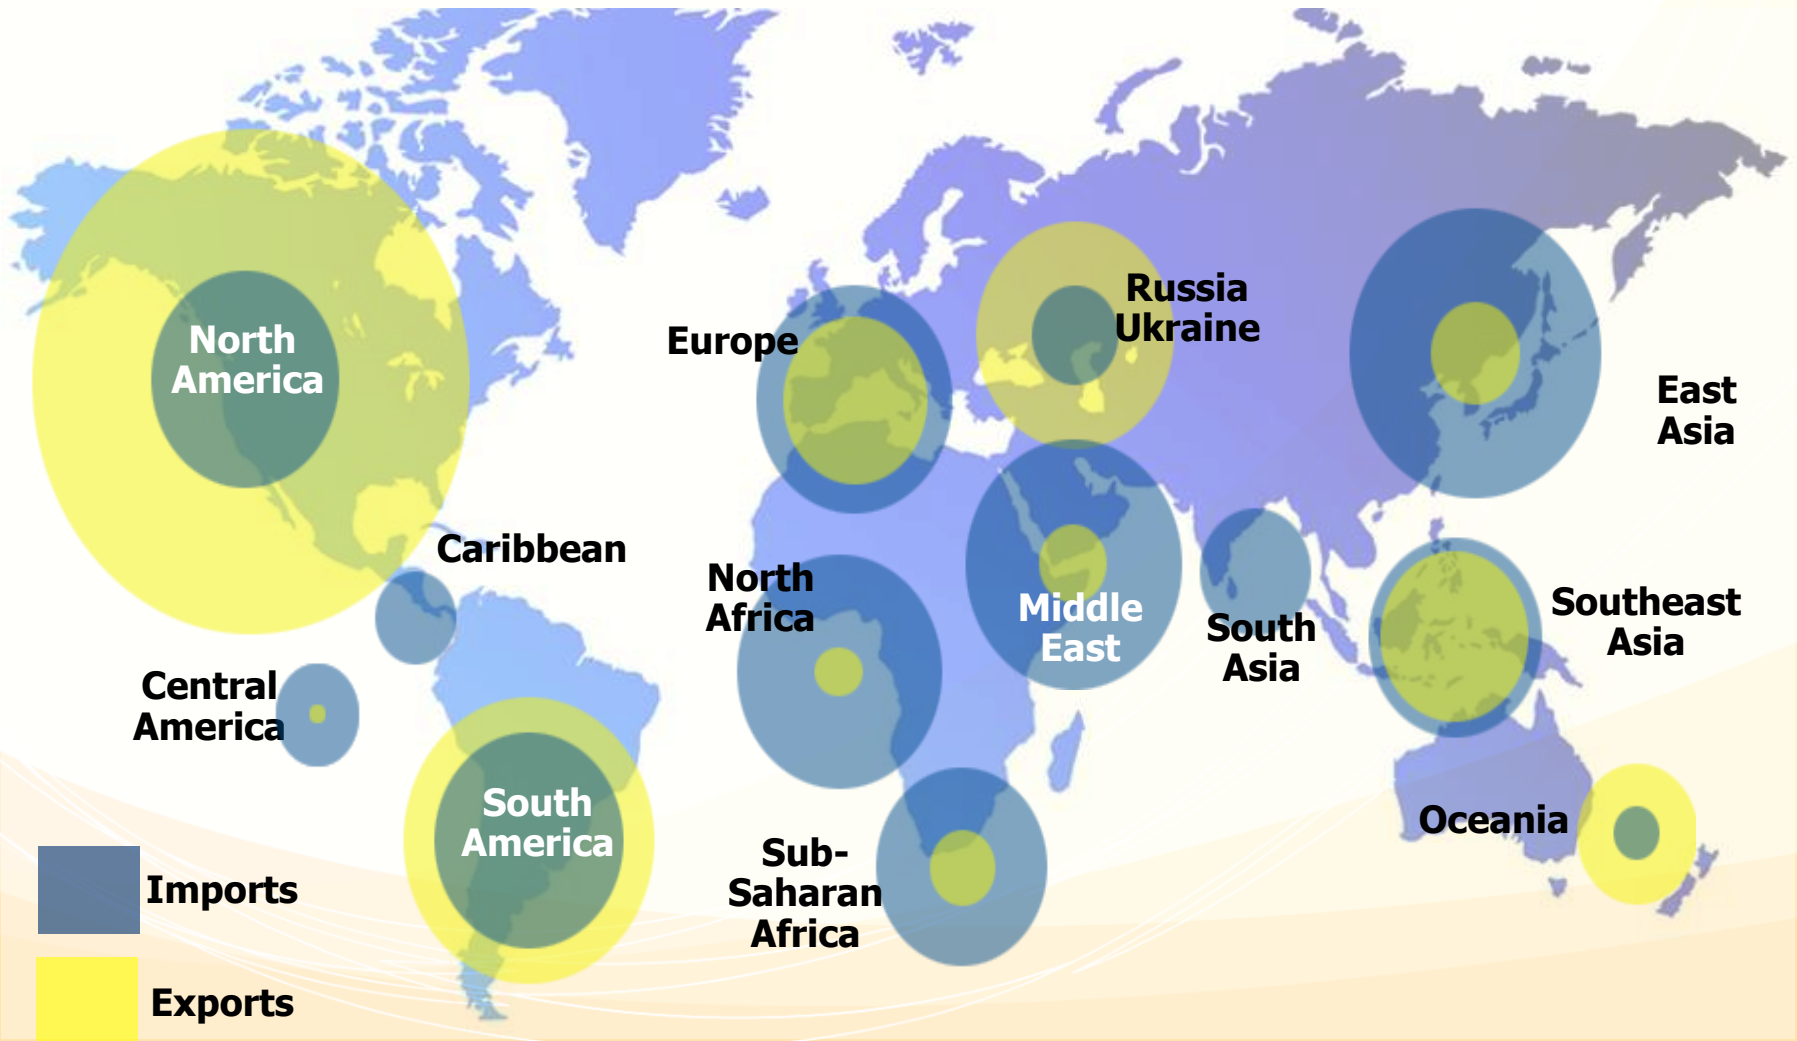 North
America
Europe
Russia
Ukraine
East
Asia
Caribbean
North
Africa
Middle
East
South
Asia
Southeast
Asia
Central
America
South
America
Sub-
Saharan
Africa
Oceania
Imports
Exports